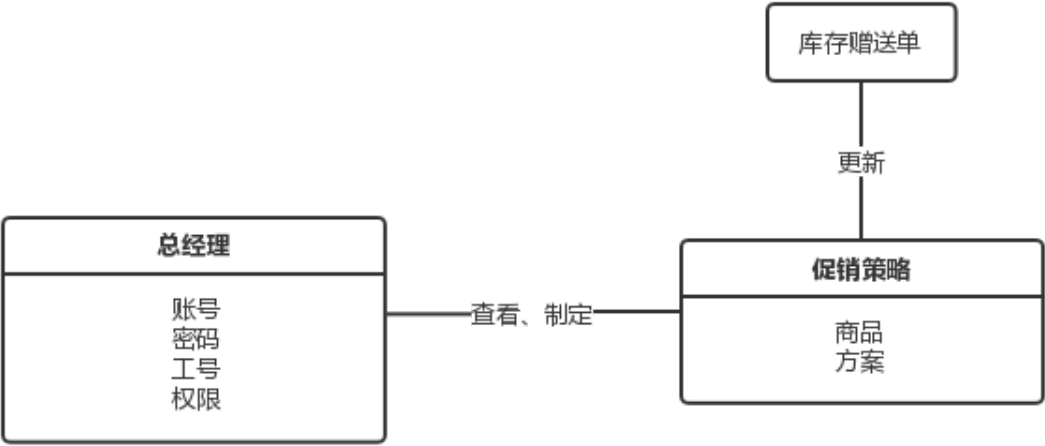 库存赠送单
更新
总经理
账号
密码
工号
权限
查看、制定
促销策略
商品
方案